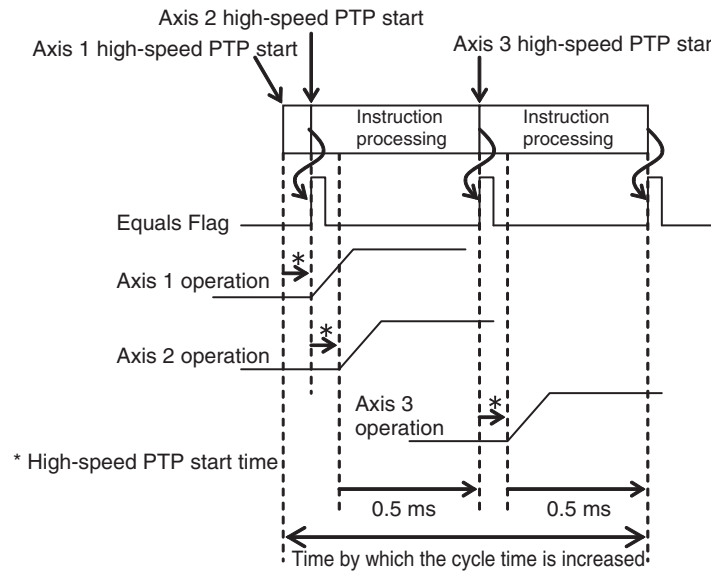 Axis 2 high-speed PTP start
Axis 1 high-speed PTP start
Axis 3 high-speed PTP start
Instruction
processing
Instruction
processing
Equals Flag
*
Axis 1 operation
*
Axis 2 operation
Axis 3
operation
*
* High-speed PTP start time
0.5 ms
0.5 ms
Time by which the cycle time is increased